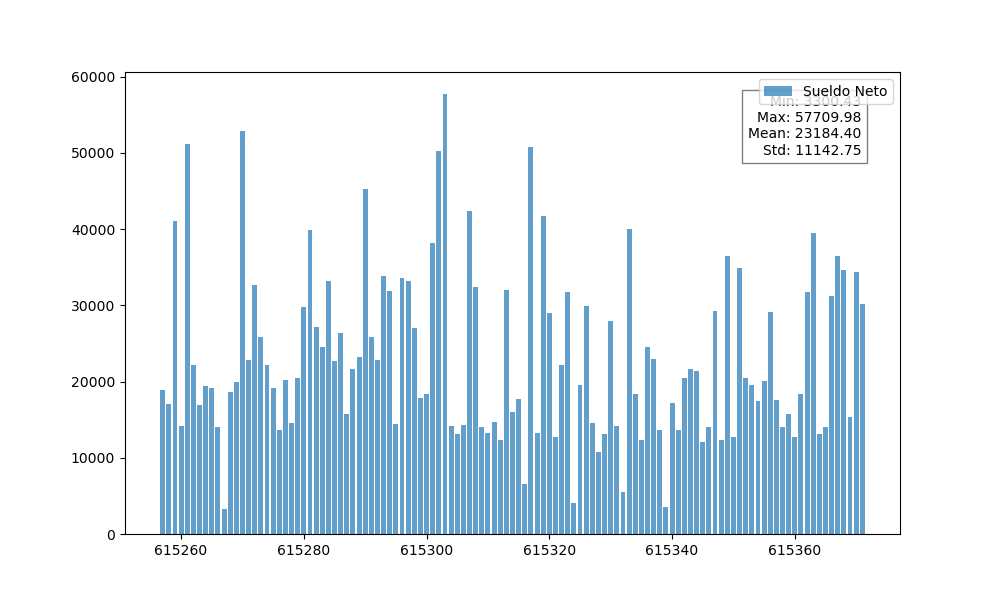 60000
50000
40000
30000
20000
10000
0
Sueldo Neto
Min: 3300.43
Max: 57709.98
Mean: 23184.40
Std: 11142.75
615260 615280 615300 615320 615340 615360